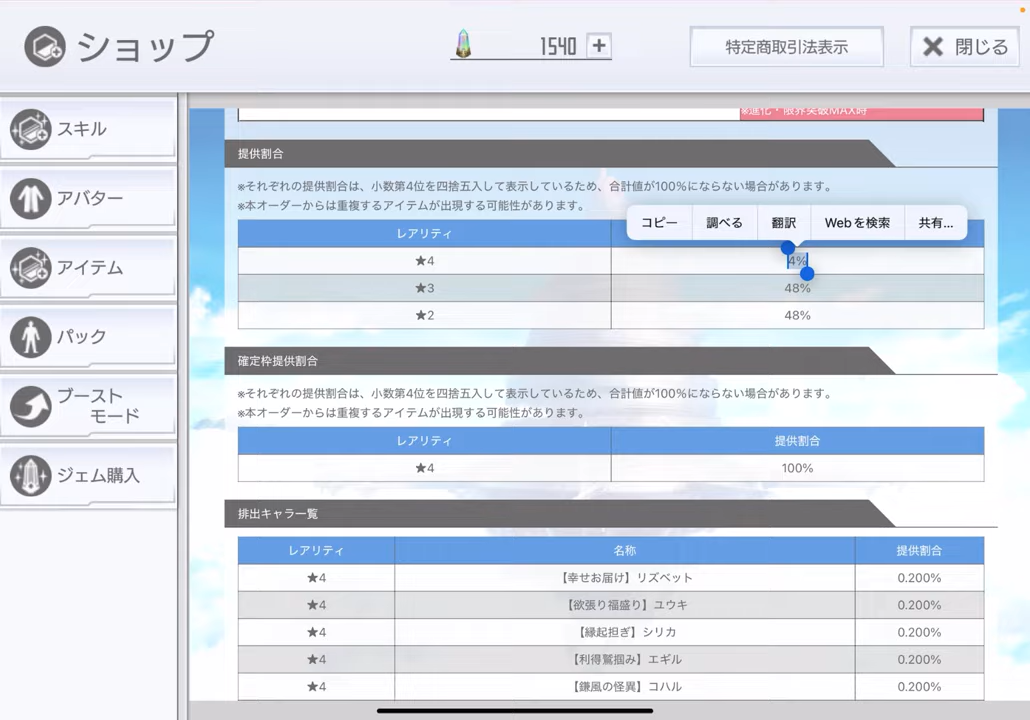 ショップ
1540 +
特定商取引法表示
閉じる
スキル
アバター
アイテム
パック
ブースト
モード
ジェム購入
※進化・限界突破MAX時
提供割合
※それぞれの提供割合は、小数第4位を四捨五入して表示しているため、合計値が100%にならない場合があります。
※本オーダーからは重複するアイテムが出現する可能性があります。
コピー 調べる 翻訳 Webを検索 共有...
レアリティ
★4 4%
★3 48%
★2 48%
確定枠提供割合
※それぞれの提供割合は、小数第4位を四捨五入して表示しているため、合計値が100%にならない場合があります。
※本オーダーからは重複するアイテムが出現する可能性があります。
レアリティ 提供割合
★4 100%
排出キャラ一覧
レアリティ 名称 提供割合
★4 【幸せお届け】リズベット 0.200%
★4 【欲張り福盛り】ユウキ 0.200%
★4 【縁起担ぎ】シリカ 0.200%
★4 【利得鷲掴み】エギル 0.200%
★4 【鎌風の怪異】コハル 0.200%